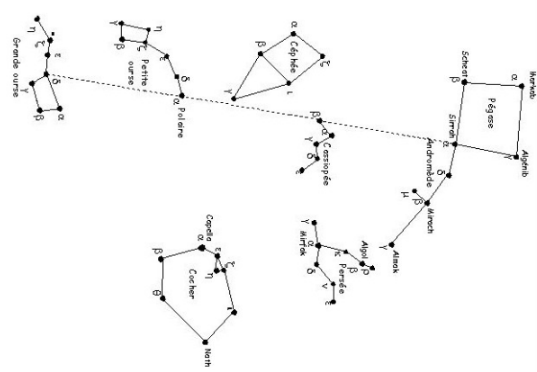 η
ζ
ε
δ
γ
β
α
Grande ourse
γ
η
β
ζ
ε
δ
α Polaire
Petite ourse
α
β
ζ
γ
ι
Céphée
β
α
γ
δ
ε
Cassiopée
Scheat
β
Markab
α
Pégase
Sirrah
α
Algénib
γ
Andromède
δ
μ
β
Mirach
γ
Almak
γ
α
Mirfak
κ
Algol
β
ρ
δ
Persée
ν
ε
Capella
α
β
ε
ζ
η
Cocher
θ
ι
Nath